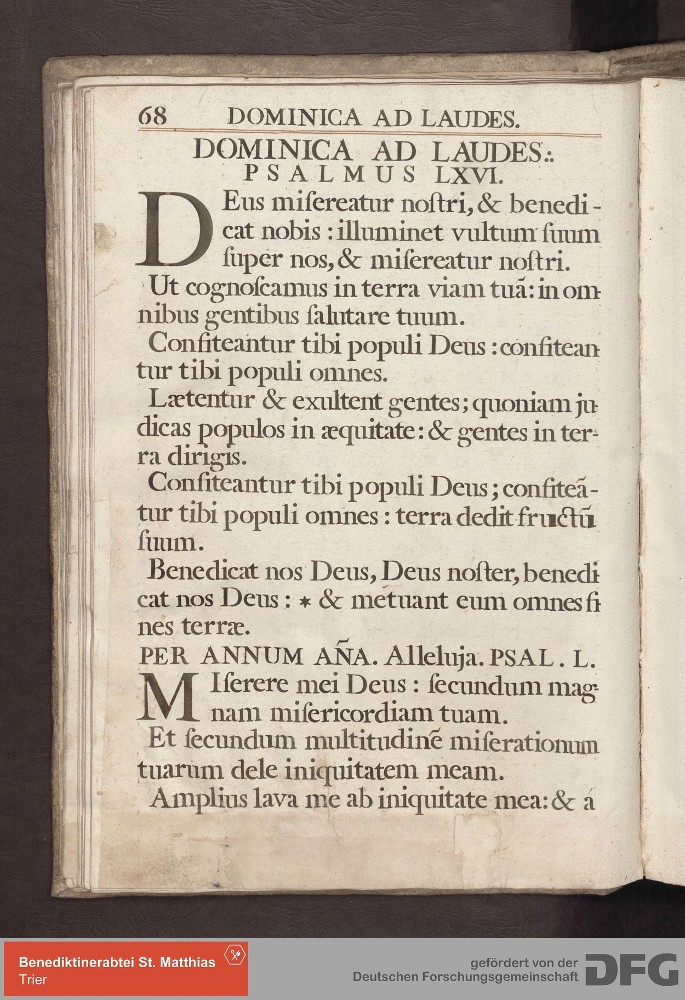 68 DOMINICA AD LAUDES.
DOMINICA AD LAUDES:.
PSALMUS LXVI.
DEus miſereatur noſtri, & benedi-
cat nobis : illuminet vultum ſuum
ſuper nos, & miſereatur noſtri.
Ut cognoſcamus in terra viam tuã: in om-
nibus gentibus ſalutare tuum.
Confiteantur tibi populi Deus : confitean-
tur tibi populi omnes.
Lætentur & exultent gentes; quoniam ju-
dicas populos in æquitate: & gentes in ter-
ra dirigis.
Confiteantur tibi populi Deus; confiteã-
tur tibi populi omnes : terra dedit fructũ
ſuum.
Benedicat nos Deus, Deus noſter, benedi
cat nos Deus : * & métuant eum omnes fi
nes terræ.
PER ANNUM AÑA. Alleluja. PSAL. L.
MIſerere mei Deus : ſecundum mag-
nam miſericordiam tuam.
Et ſecundum multitudinẽ miſerationum
tuarum dele iniquitatem meam.
Amplius lava me ab iniquitate mea: & á
Benediktinerabtei St. Matthias
Trier
gefördert von der
Deutschen Forschungsgemeinschaft
DFG